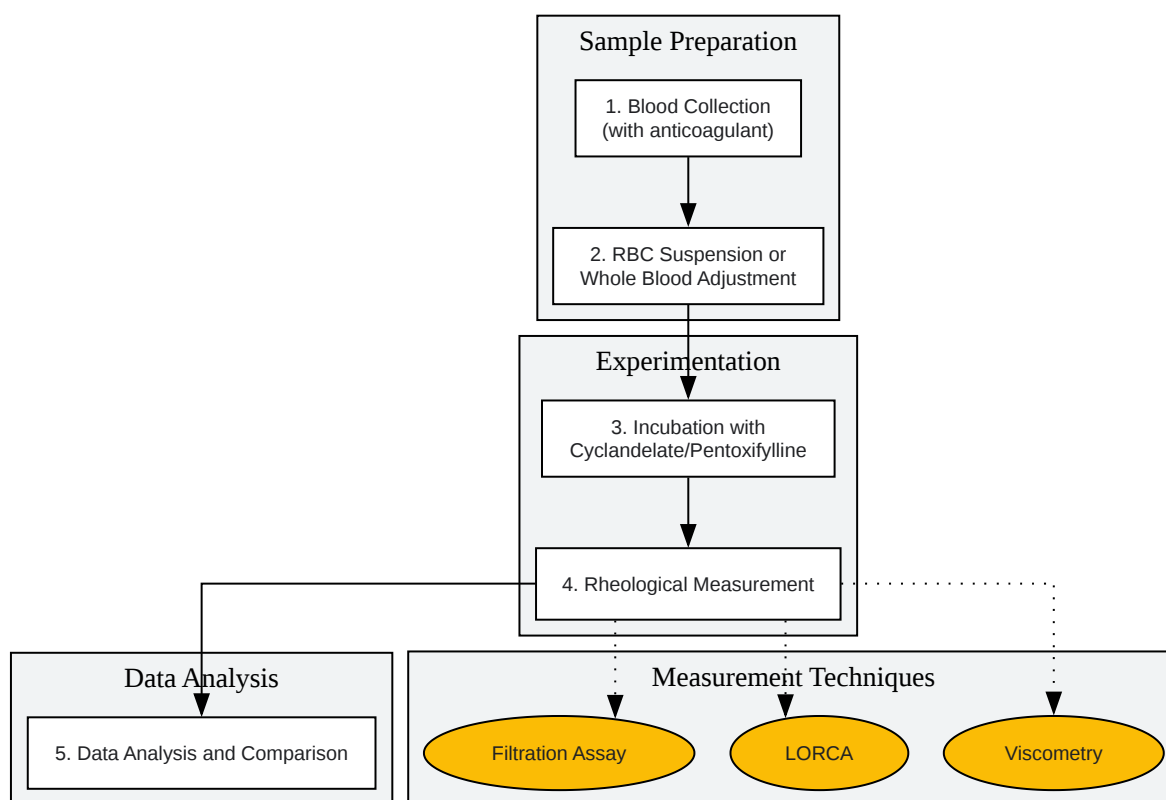 Sample Preparation
1. Blood Collection
(with anticoagulant)
2. RBC Suspension or
Whole Blood Adjustment
Experimentation
3. Incubation with
Cyclandelate/Pentoxifylline
4. Rheological Measurement
Data Analysis
5. Data Analysis and Comparison
Measurement Techniques
Filtration Assay
LORCA
Viscometry